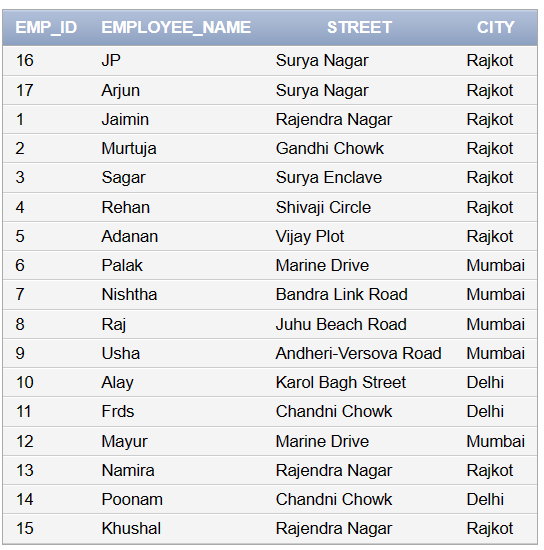 EMP_ID EMPLOYEE_NAME STREET CITY
16 JP Surya Nagar Rajkot
17 Arjun Surya Nagar Rajkot
1 Jaimin Rajendra Nagar Rajkot
2 Murtuja Gandhi Chowk Rajkot
3 Sagar Surya Enclave Rajkot
4 Rehan Shivaji Circle Rajkot
5 Adanan Vijay Plot Rajkot
6 Palak Marine Drive Mumbai
7 Nishtha Bandra Link Road Mumbai
8 Raj Juhu Beach Road Mumbai
9 Usha Andheri-Versova Road Mumbai
10 Alay Karol Bagh Street Delhi
11 Frds Chandni Chowk Delhi
12 Mayur Marine Drive Mumbai
13 Namira Rajendra Nagar Rajkot
14 Poonam Chandni Chowk Delhi
15 Khushal Rajendra Nagar Rajkot